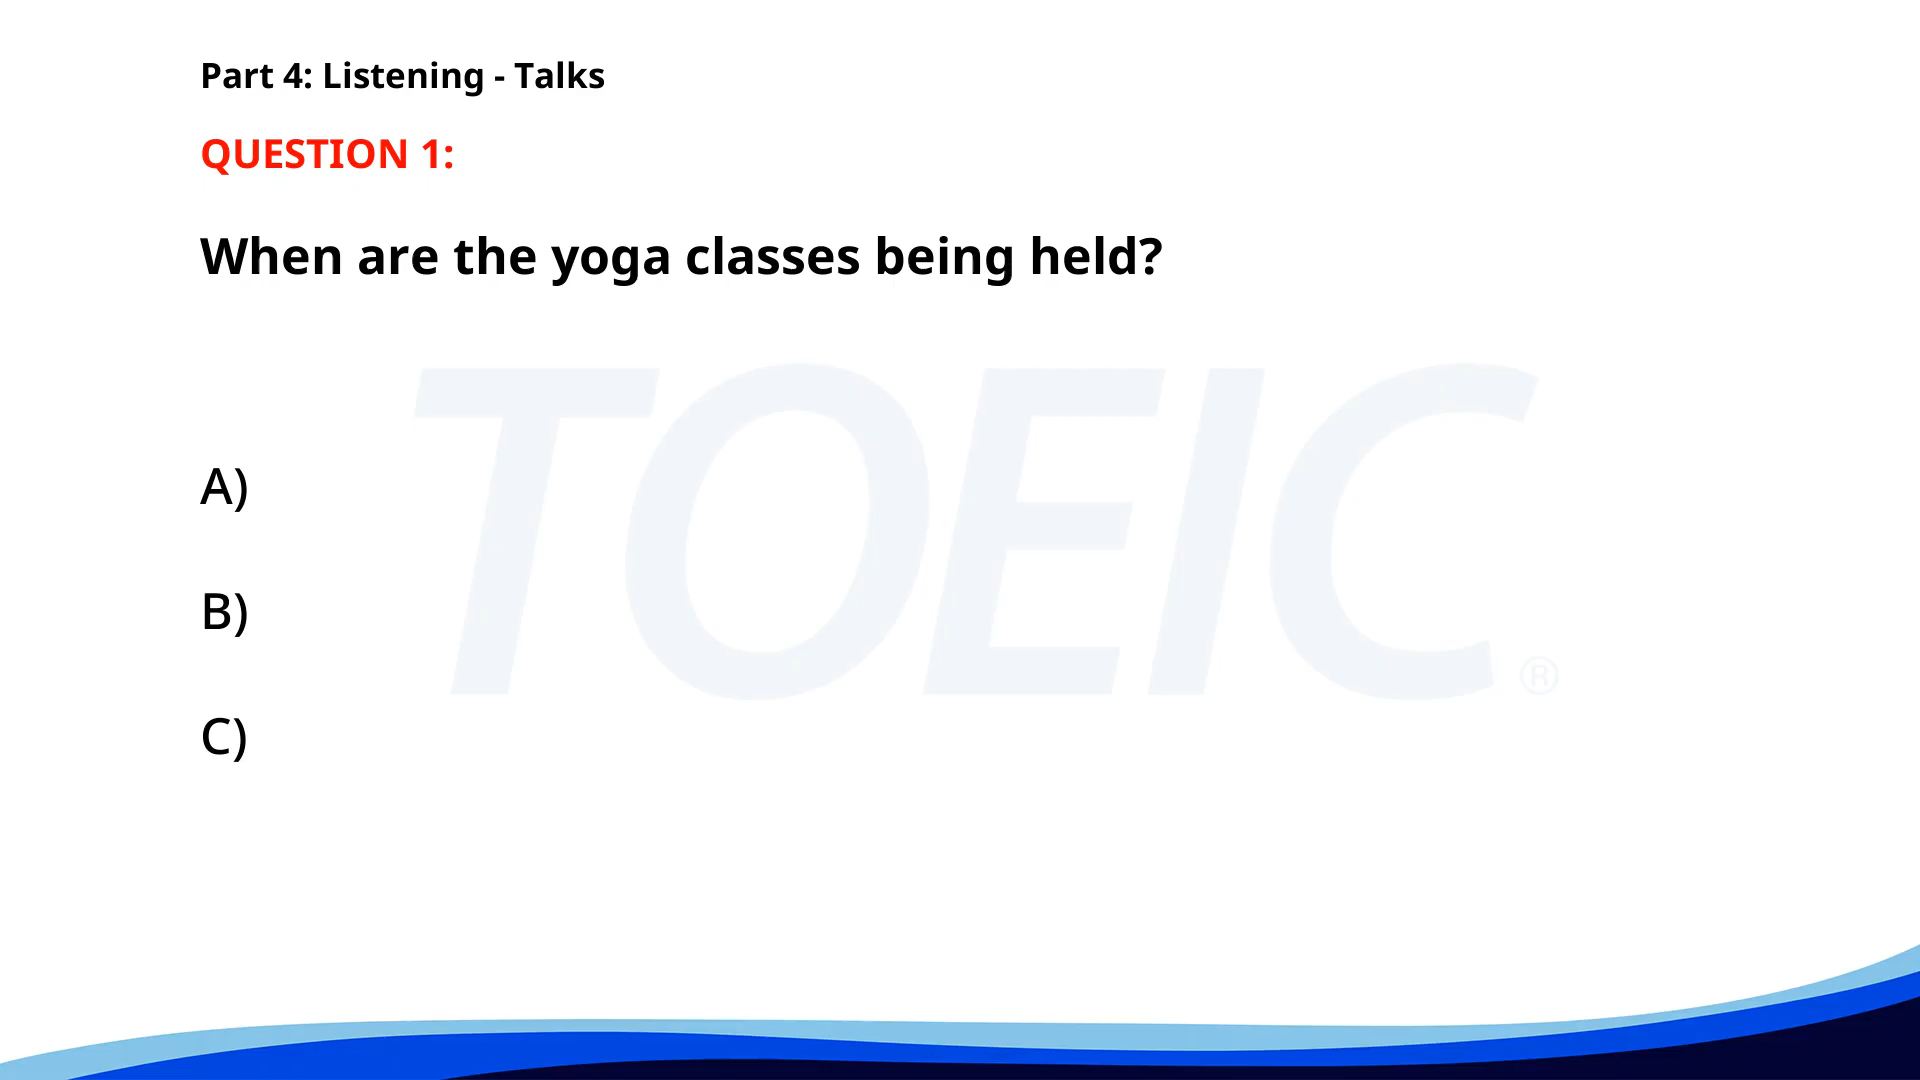 Part 4: Listening - Talks
QUESTION 1:
When are the yoga classes being held?
TOEIC®
A)
B)
C)